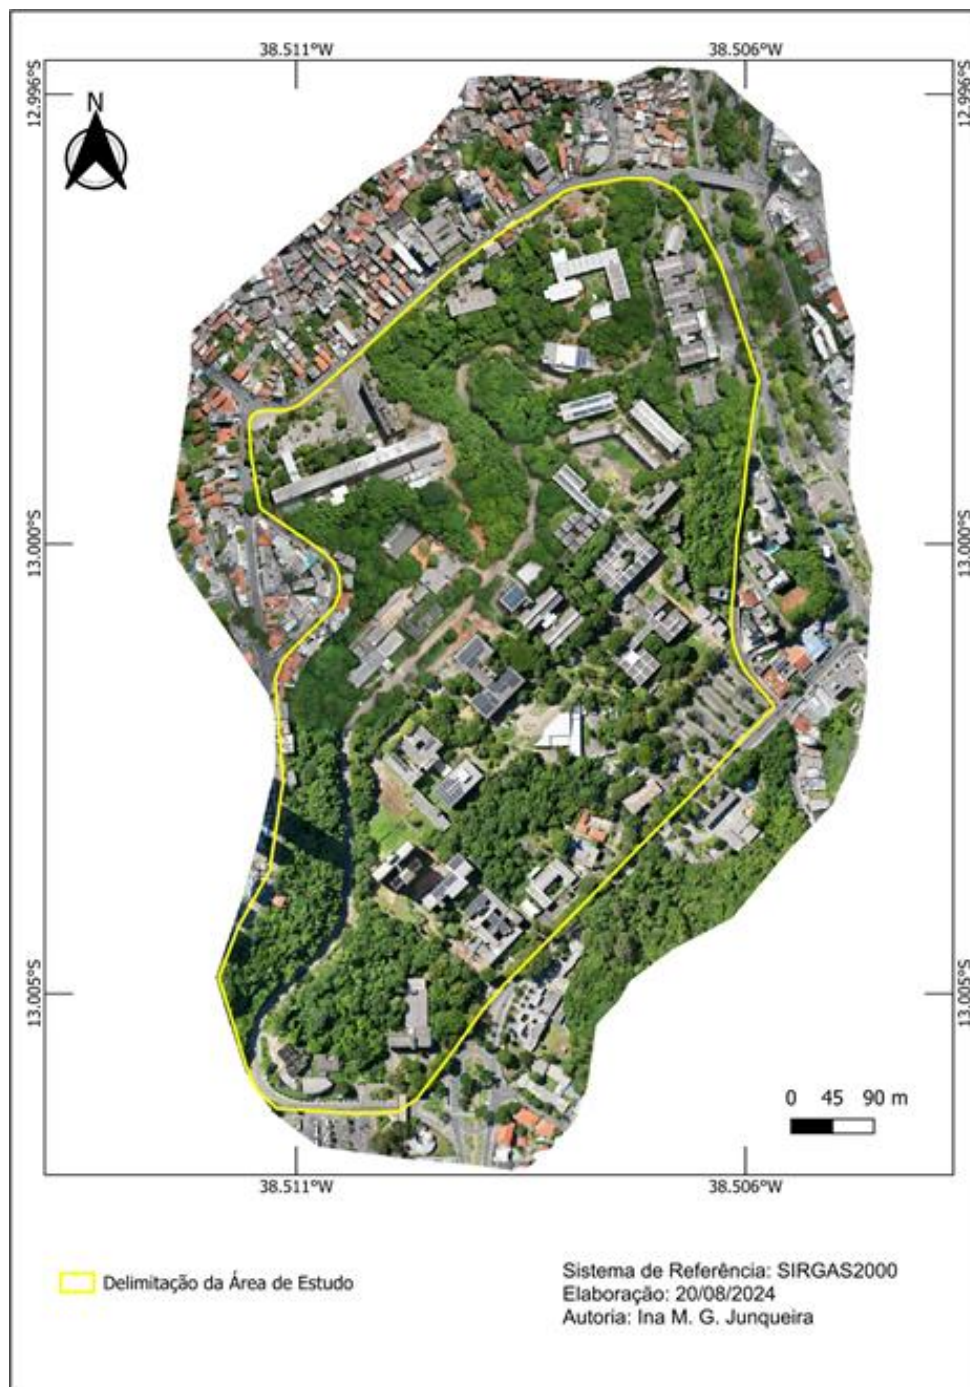 38.511°W 38.506°W
12.996°S 12.996°S
N
13.000°S 13.000°S
13.005°S 13.005°S
0 45 90 m
38.511°W 38.506°W
Delimitação da Área de Estudo
Sistema de Referência: SIRGAS2000
Elaboração: 20/08/2024
Autoria: Ina M. G. Junqueira